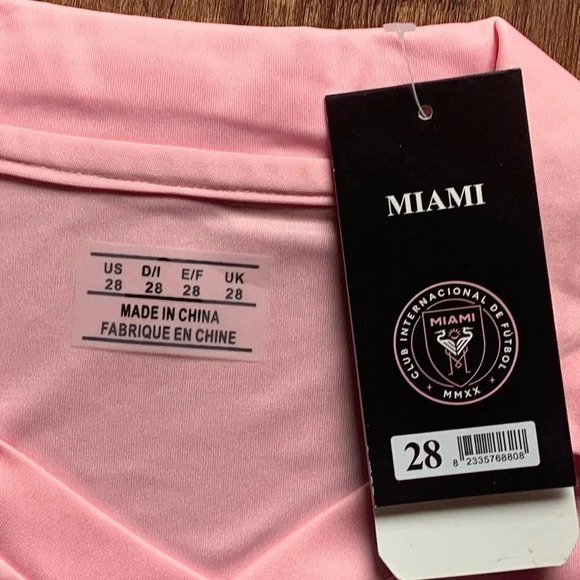 MIAMI
CLUB INTERNACIONAL DE FÚTBOL
MIAMI
MMXX
28
8 2335768808
US D/I E/F UK
28 28 28 28
MADE IN CHINA
FABRIQUE EN CHINE